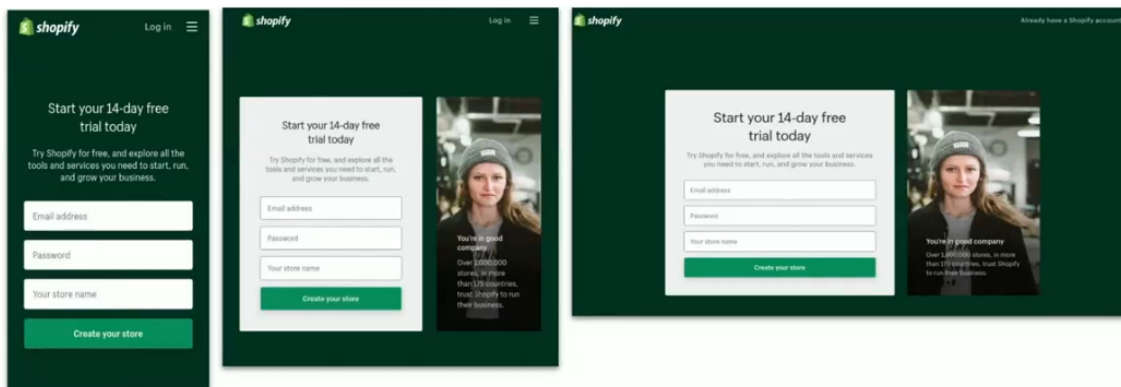 shopify
Log in
Start your 14-day free
trial today
Try Shopify for free, and explore all the
tools and services you need to start, run,
and grow your business.
Email address
Password
Your store name
Create your store
shopify
Log in
Start your 14-day free
trial today
Try Shopify for free, and explore all the
tools and services you need to start, run,
and grow your business.
Email address
Password
Your store name
Create your store
You're in good
company
Over 1,000,000
stores, in more
than 175 countries,
trust Shopify to run
their business.
shopify
Already have a Shopify account
Start your 14-day free
trial today
Try Shopify for free, and explore all the tools and services
you need to start, run, and grow your business.
Email address
Password
Your store name
Create your store
You're in good company
Over 1,000,000 stores, in more
than 175 countries, trust Shopify
to run their business.